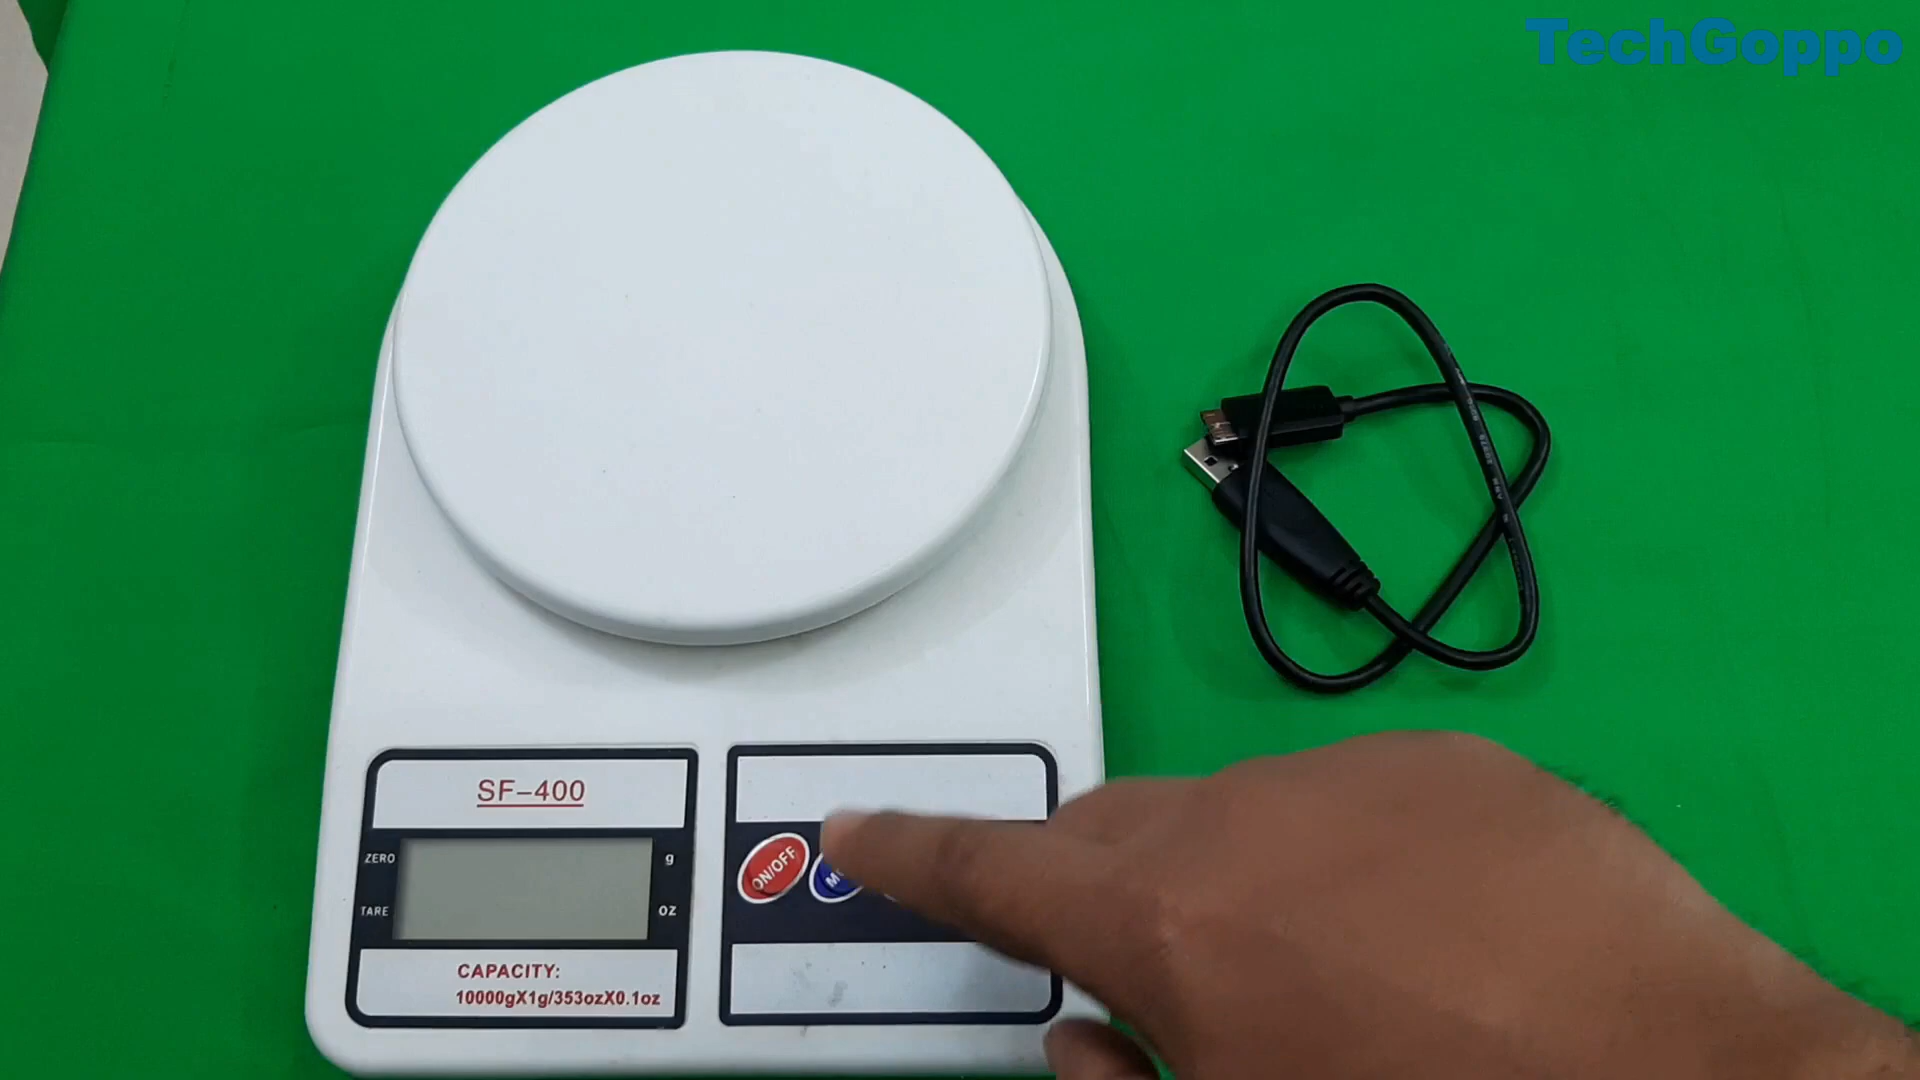 TechGoppo
SF-400
ZERO
g
TARE
oz
CAPACITY:
10000gX1g/353ozX0.1oz
ON/OFF